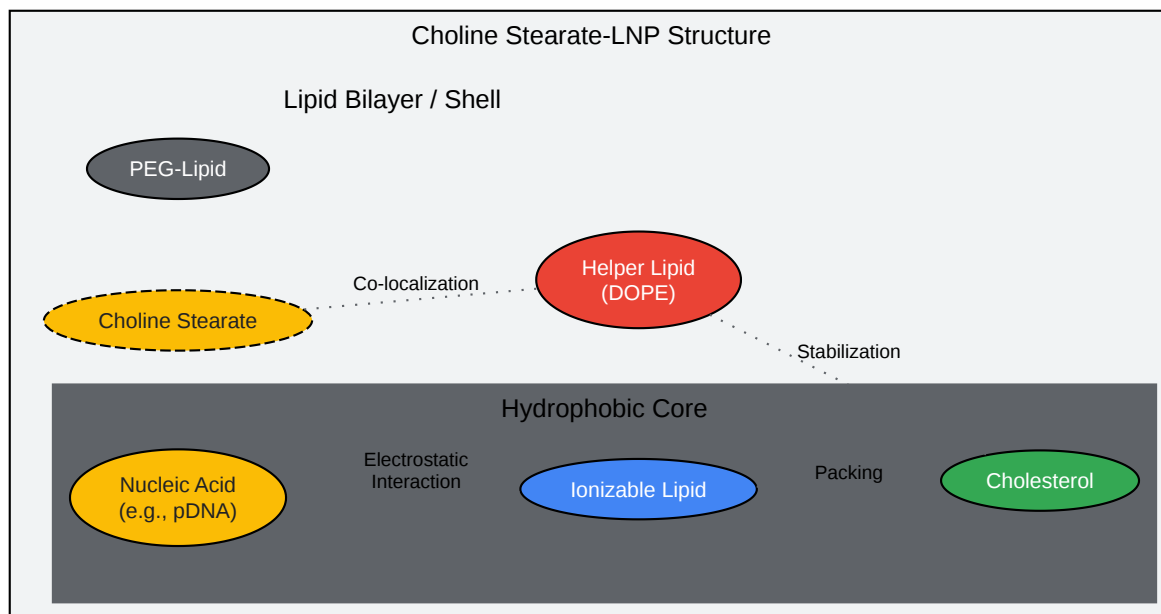 Choline Stearate-LNP Structure
Lipid Bilayer / Shell
PEG-Lipid
Co-localization
Helper Lipid
(DOPE)
Choline Stearate
Stabilization
Hydrophobic Core
Nucleic Acid
(e.g., pDNA)
Electrostatic
Interaction
Ionizable Lipid
Packing
Cholesterol